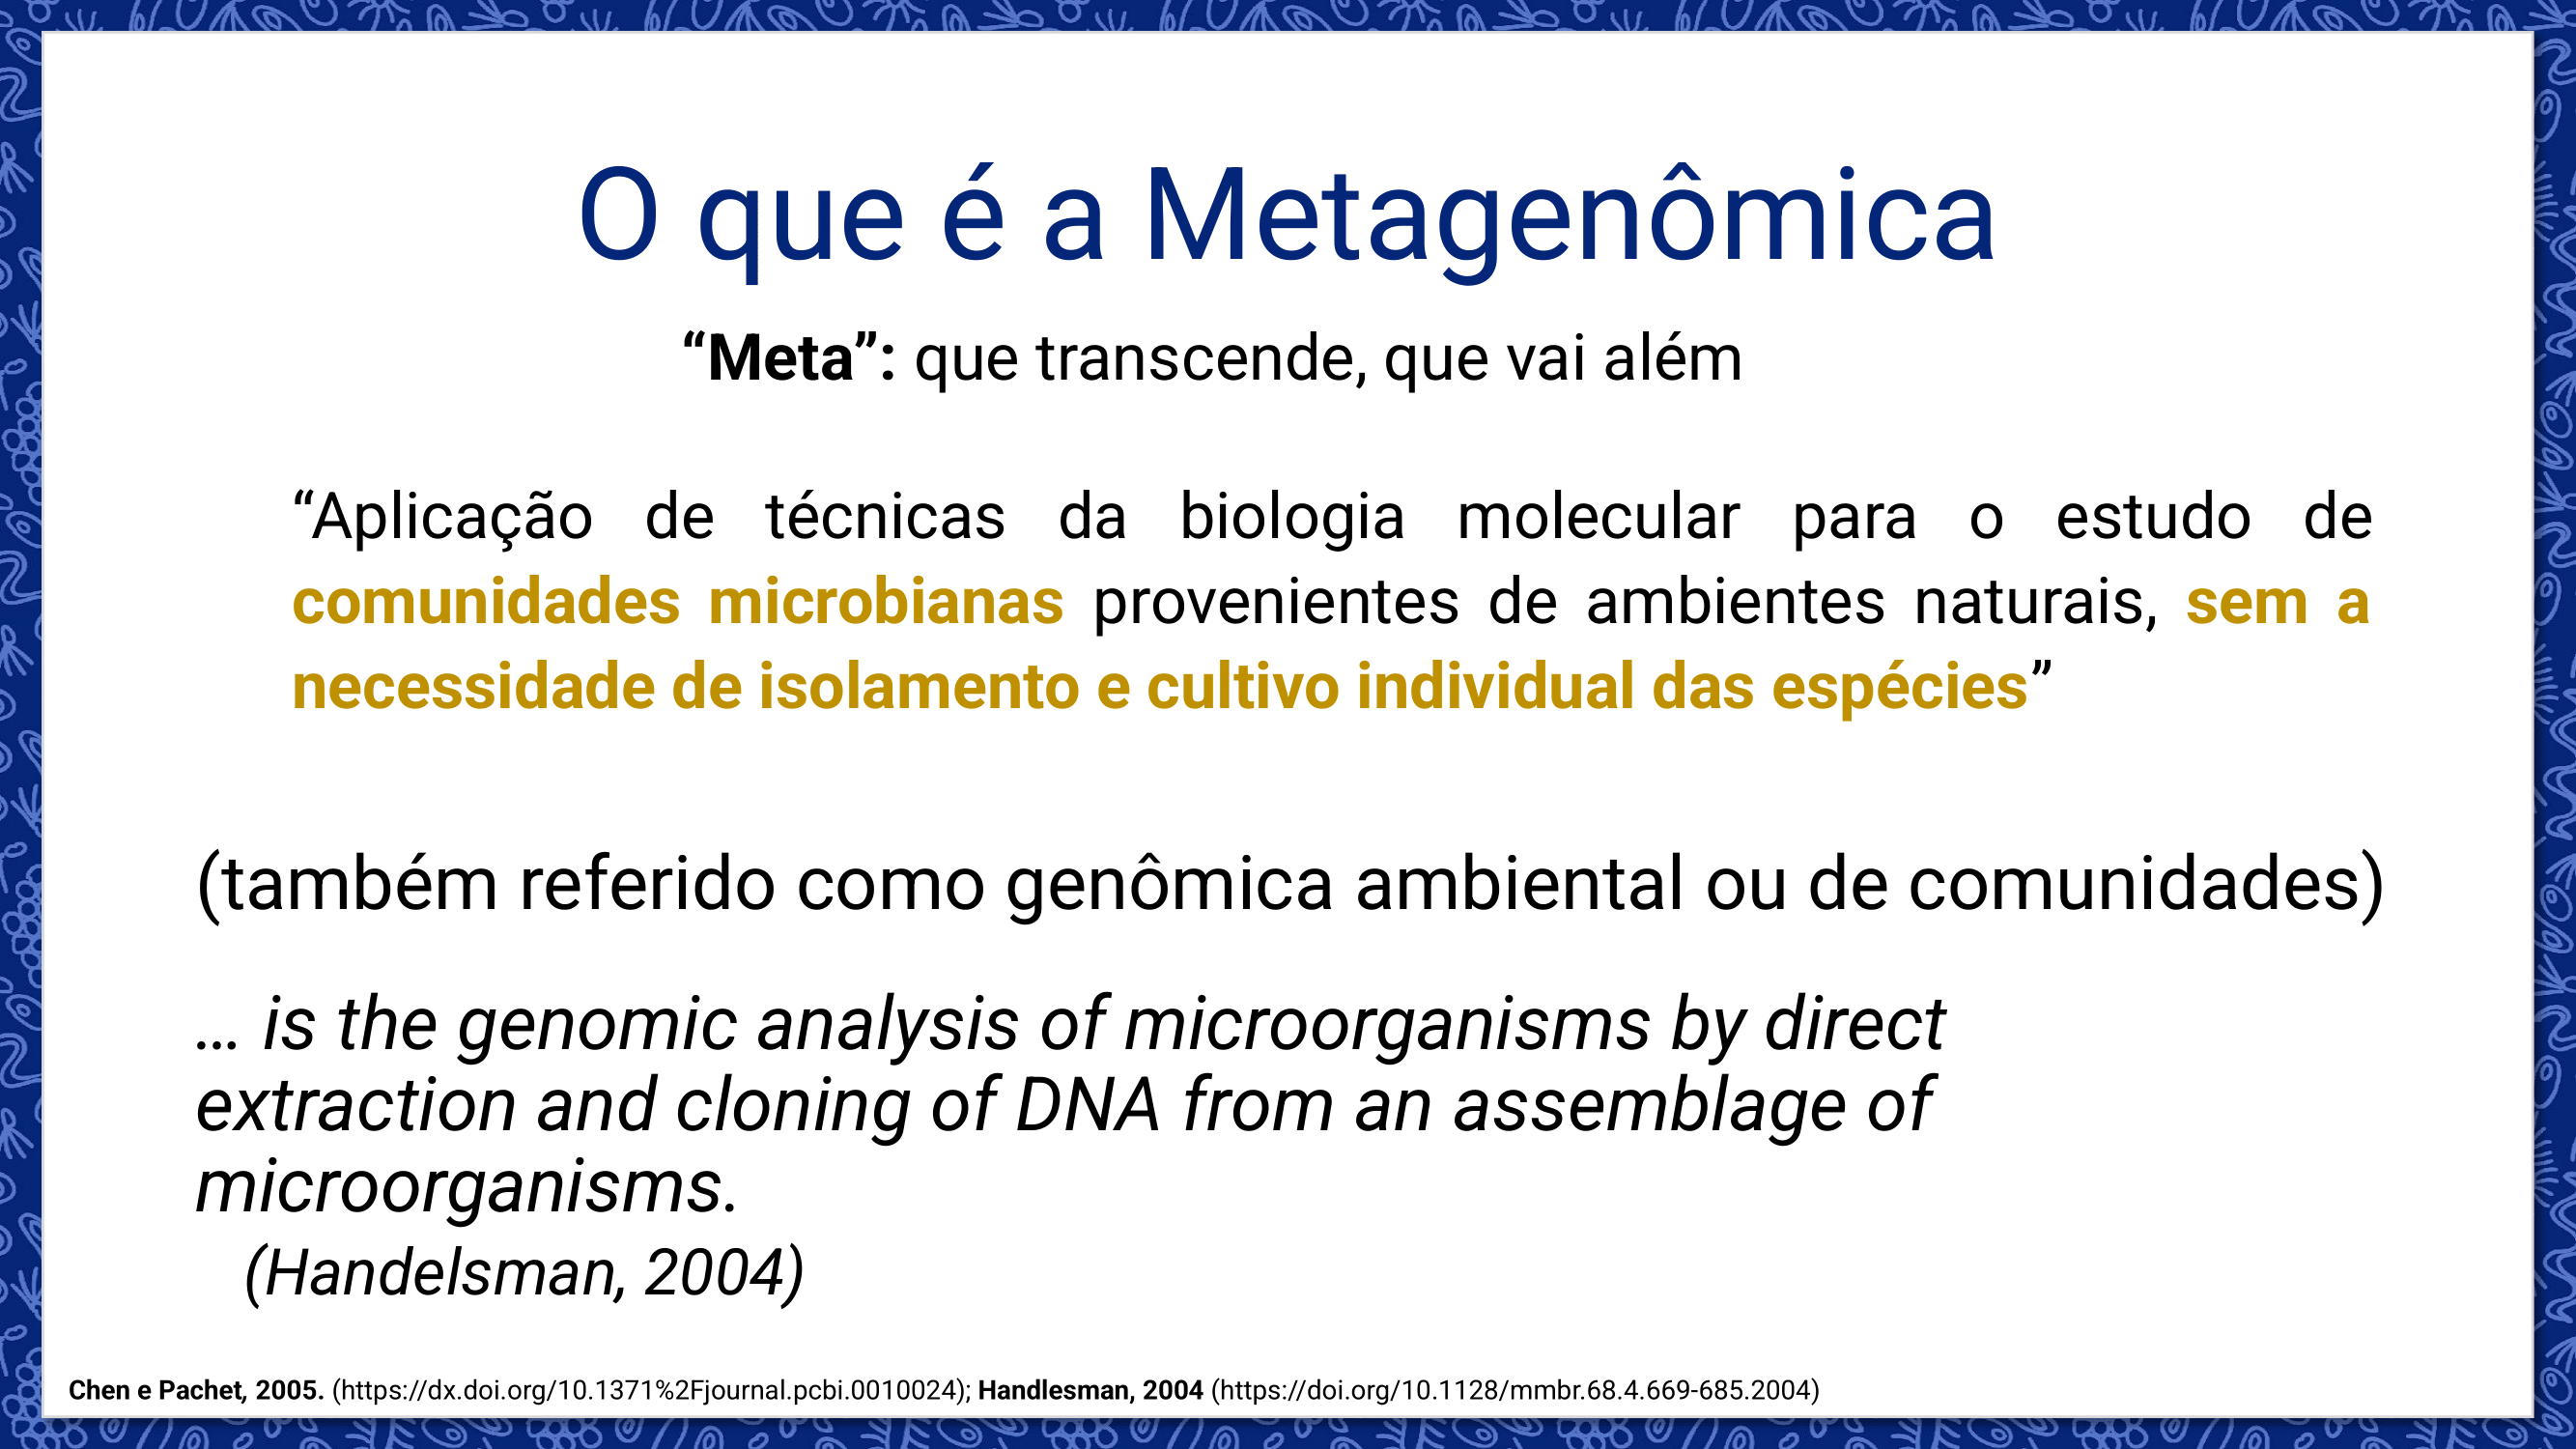 O que é a Metagenômica
“Meta”: que transcende, que vai além
“Aplicação de técnicas da biologia molecular para o estudo de
comunidades microbianas provenientes de ambientes naturais, sem a
necessidade de isolamento e cultivo individual das espécies”
(também referido como genômica ambiental ou de comunidades)
… is the genomic analysis of microorganisms by direct
extraction and cloning of DNA from an assemblage of
microorganisms.
(Handelsman, 2004)
Chen e Pachet, 2005. (https://dx.doi.org/10.1371%2Fjournal.pcbi.0010024); Handlesman, 2004 (https://doi.org/10.1128/mmbr.68.4.669-685.2004)